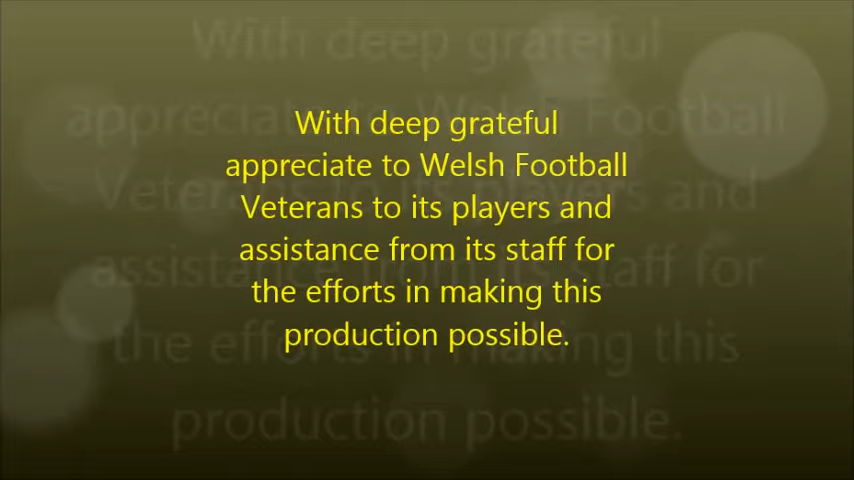 With deep grateful
appreciate to Welsh Football
Veterans to its players and
assistance from its staff for
the efforts in making this
production possible.